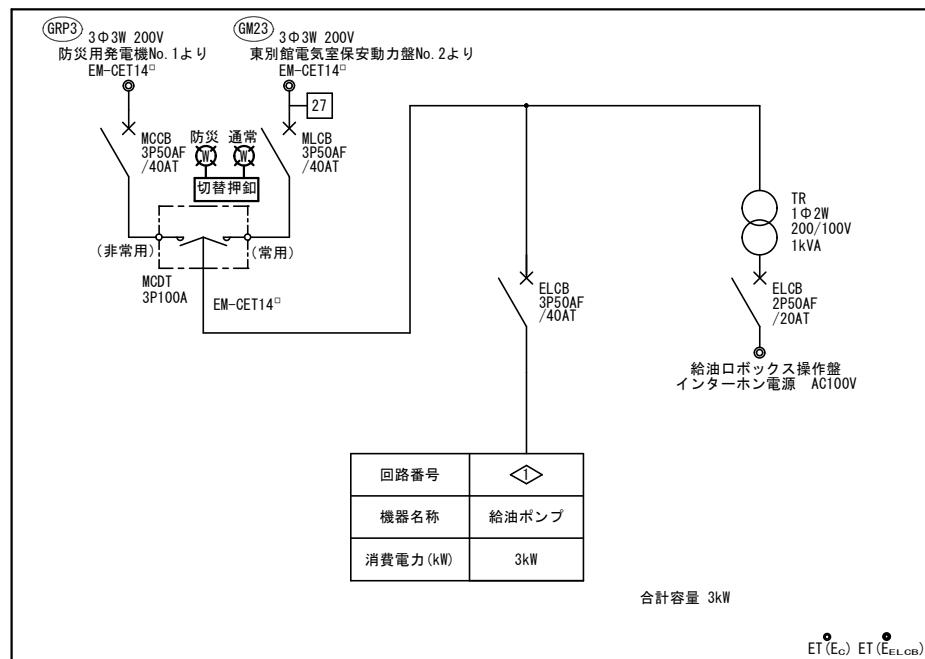 GRP3 3Φ3W 200V
防災用発電機No.1より
EM-CET14□
GM23 3Φ3W 200V
東別館電気室保安動力盤No.2より
EM-CET14□
27
MCCB
3P50AF
/40AT
防災 通常
W W
切替押釦
MLCB
3P50AF
/40AT
(非常用)
(常用)
MCDT
3P100A
EM-CET14□
ELCB
3P50AF
/40AT
TR
1Φ2W
200/100V
1kVA
ELCB
2P50AF
/20AT
給油口ボックス操作盤
インターホン電源 AC100V
回路番号 1
機器名称 給油ポンプ
消費電力(kW) 3kW
合計容量 3kW
ET(EC) ET(EELCB)